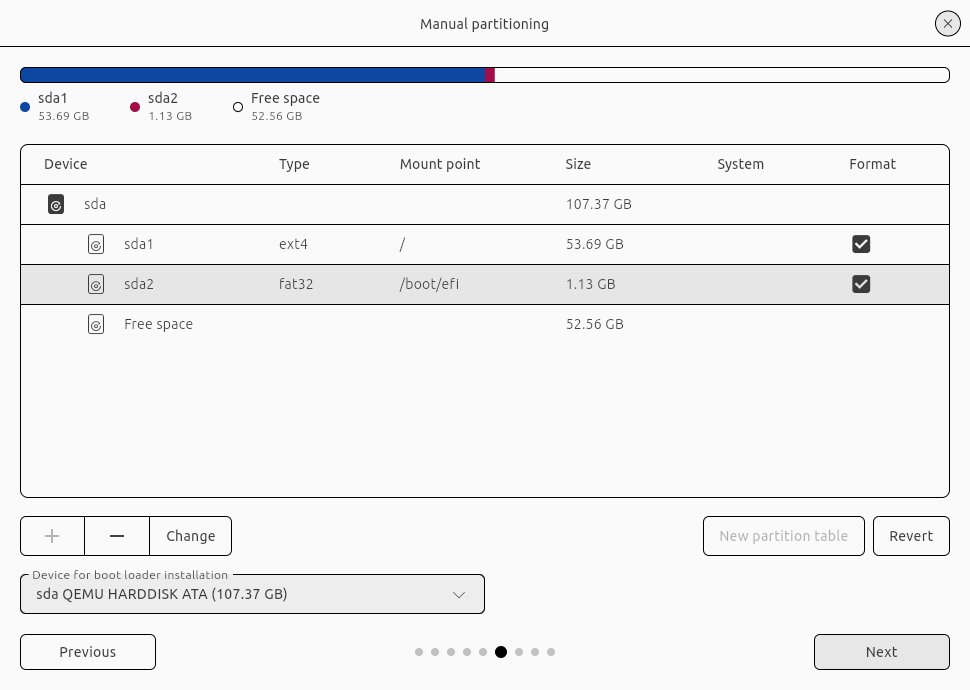 Manual partitioning
sda1
53.69 GB
sda2
1.13 GB
Free space
52.56 GB
Device Type Mount point Size System Format
sda 107.37 GB
sda1 ext4 / 53.69 GB
sda2 fat32 /boot/efi 1.13 GB
Free space 52.56 GB
Change New partition table Revert
Device for boot loader installation
sda QEMU HARDDISK ATA (107.37 GB)
Previous Next